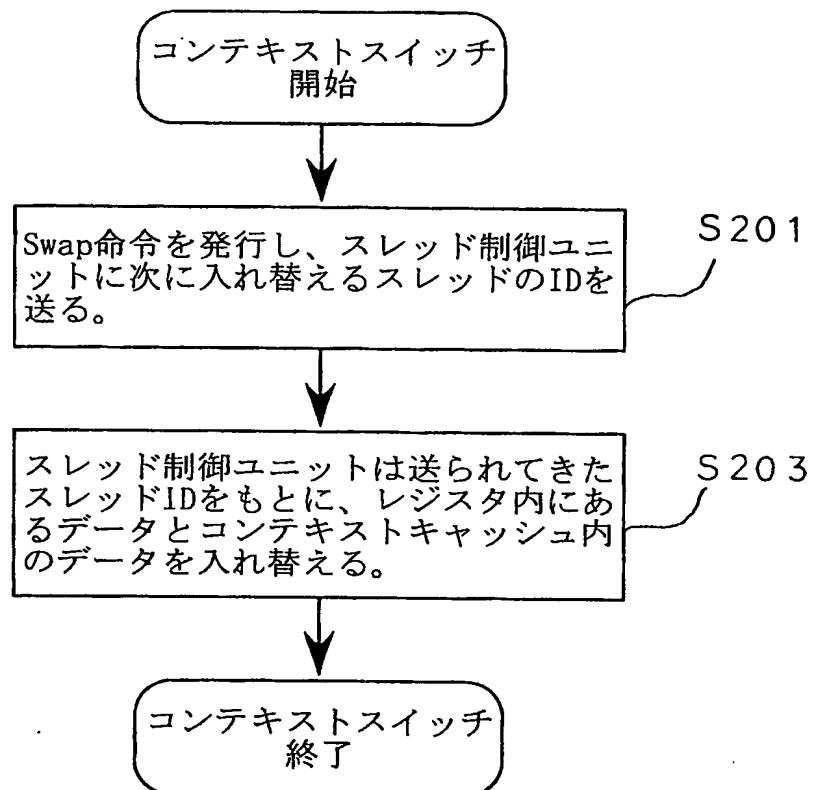 コンテキストスイッチ
開始
Swap命令を発行し、スレッド制御ユニ
ットに次に入れ替えるスレッドのIDを
送る。
S201
スレッド制御ユニットは送られてきた
スレッドIDをもとに、レジスタ内にあ
るデータとコンテキストキャッシュ内
のデータを入れ替える。
S203
コンテキストスイッチ
終了